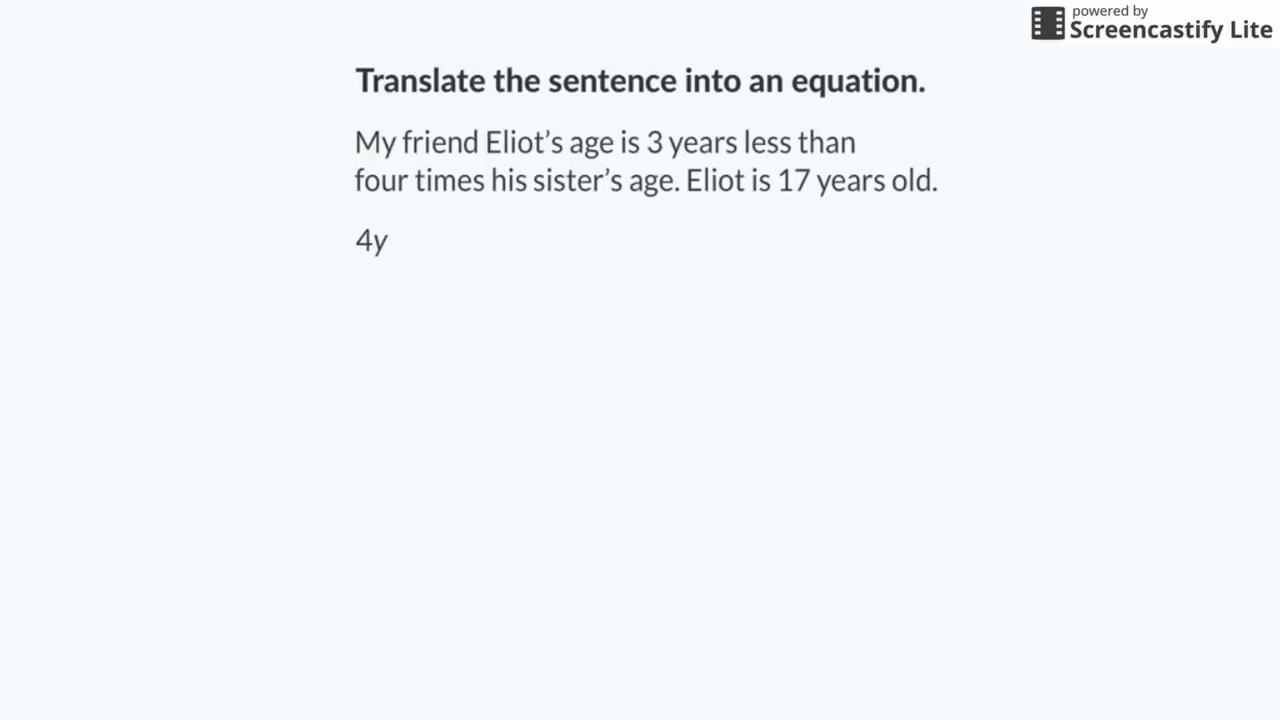 powered by
Screencastify Lite
Translate the sentence into an equation.
My friend Eliot’s age is 3 years less than
four times his sister’s age. Eliot is 17 years old.
4y